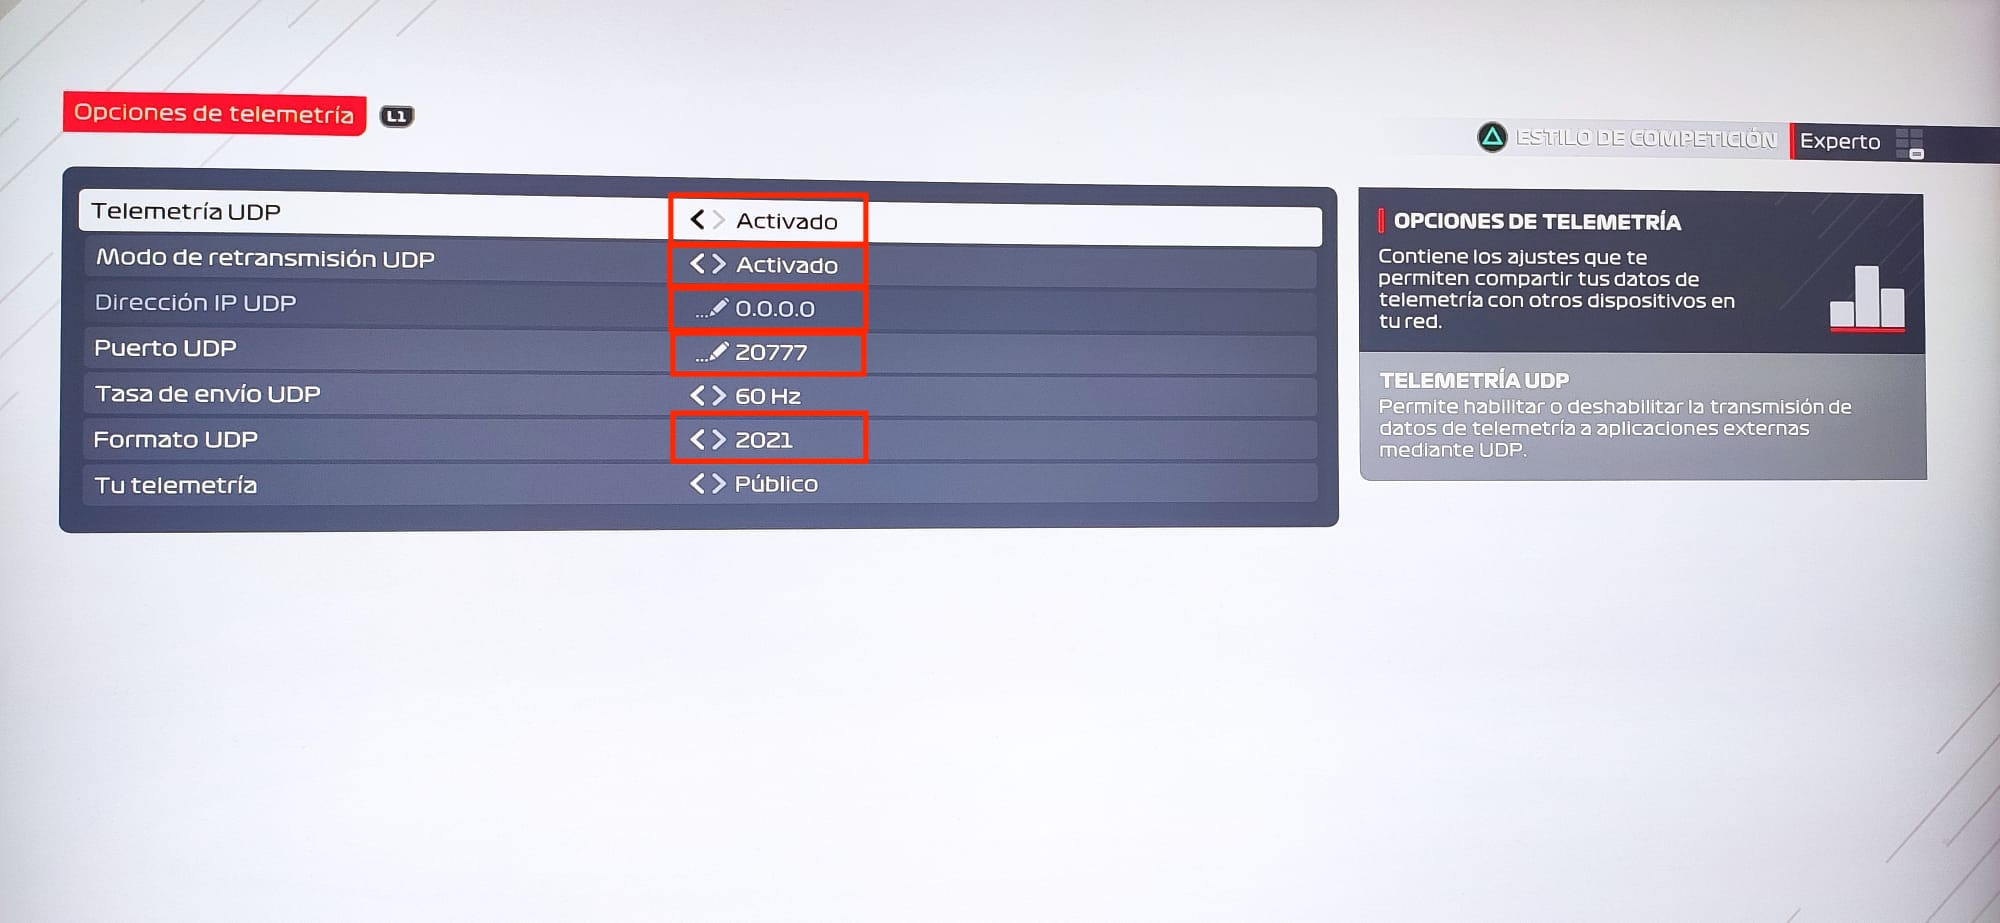 Opciones de telemetría L1
ESTILO DE COMPETICIÓN Experto
Telemetría UDP Activado
Modo de retransmisión UDP Activado
Dirección IP UDP ... 0.0.0.0
Puerto UDP ... 20777
Tasa de envío UDP 60 Hz
Formato UDP 2021
Tu telemetría Público
OPCIONES DE TELEMETRÍA
Contiene los ajustes que te
permiten compartir tus datos de
telemetría con otros dispositivos en
tu red.
TELEMETRÍA UDP
Permite habilitar o deshabilitar la transmisión de
datos de telemetría a aplicaciones externas
mediante UDP.